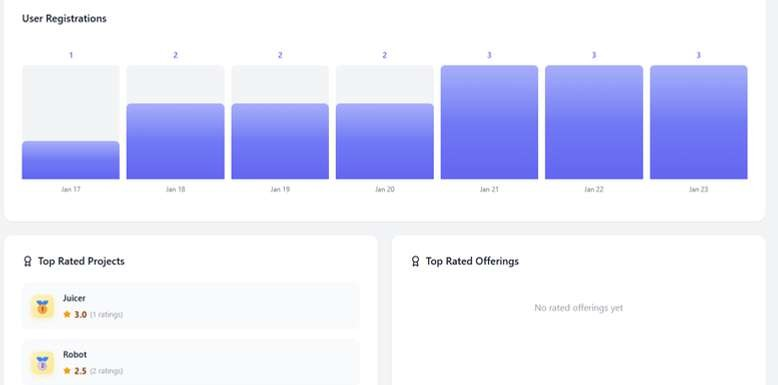 User Registrations
1 2 2 2 3 3 3
Jan 17 Jan 18 Jan 19 Jan 20 Jan 21 Jan 22 Jan 23
Top Rated Projects
Juicer
3.0 (1 ratings)
Robot
2.5 (2 ratings)
Top Rated Offerings
No rated offerings yet